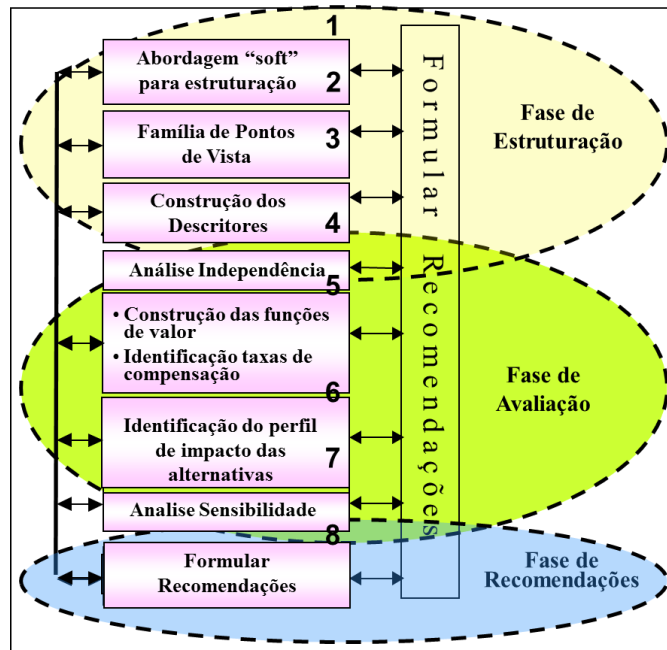 1
Abordagem “soft”
para estruturação
2
Família de Pontos
de Vista
3
Construção dos
Descritores
4
Análise Independência
5
• Construção das funções
de valor
• Identificação taxas de
compensação
6
Identificação do perfil
de impacto das
alternativas
7
Analise Sensibilidade
8
Formular
Recomendações
Formular Recomendações
Fase de
Estruturação
Fase de
Avaliação
Fase de
Recomendações